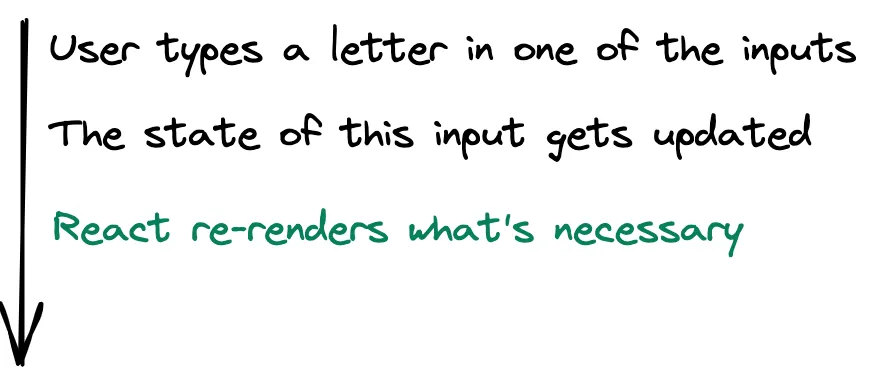 User types a letter in one of the inputs
The state of this input gets updated
React re-renders what's necessary